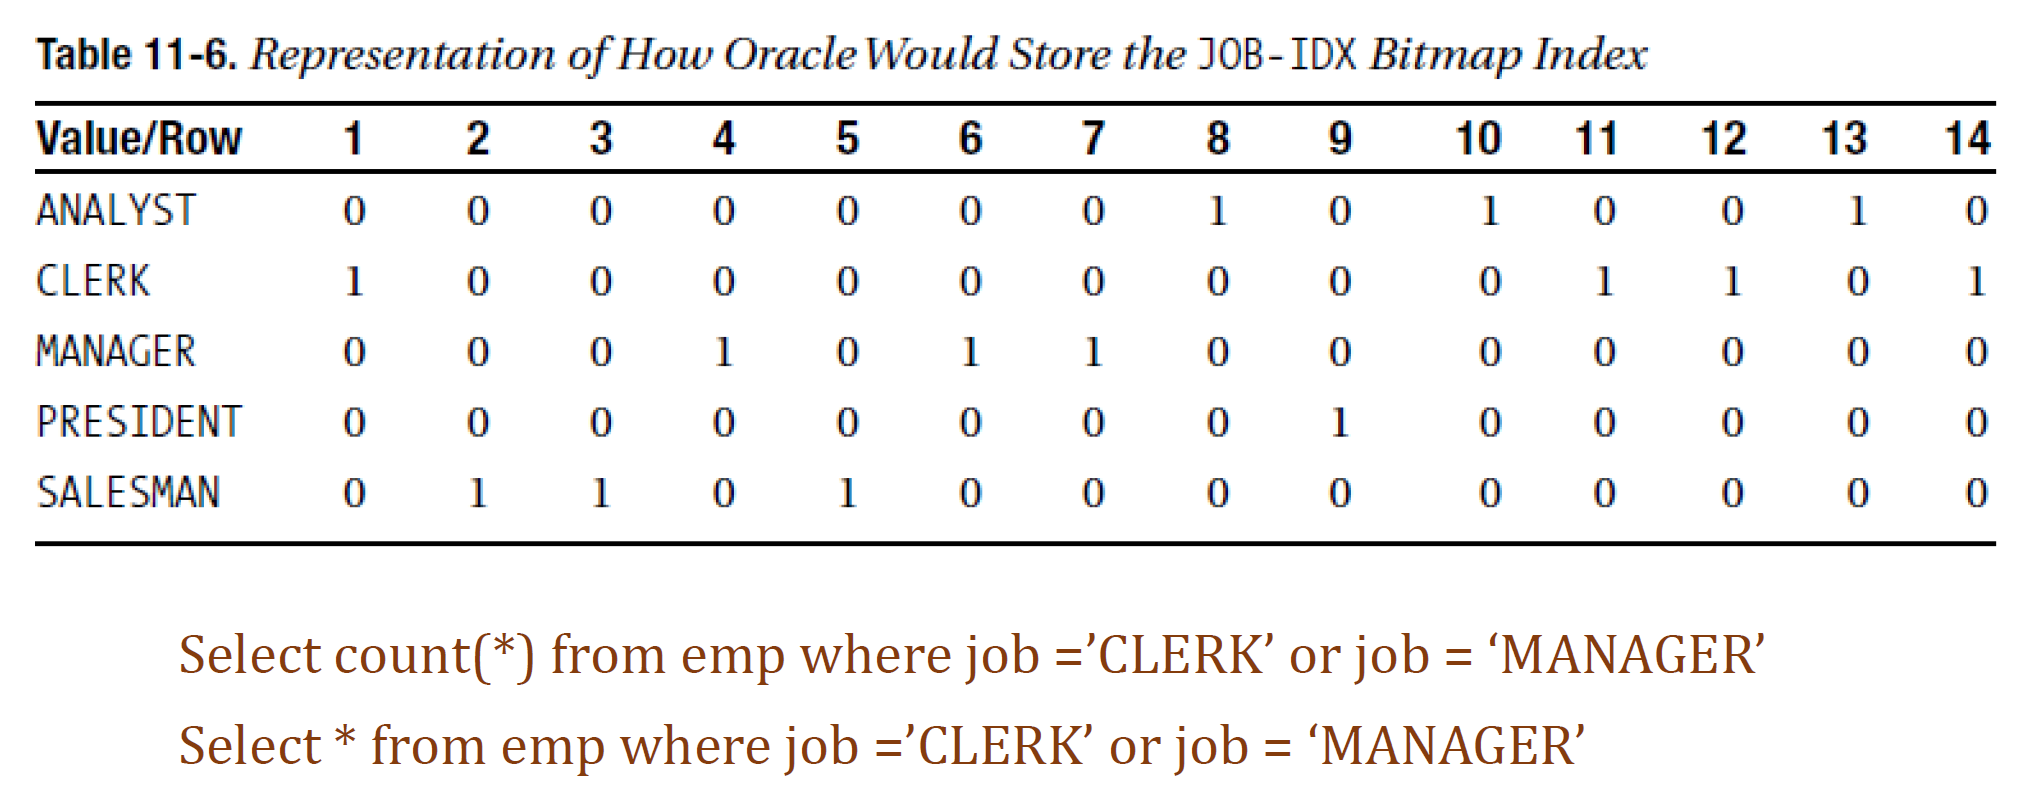 Table 11-6. Representation of How Oracle Would Store the JOB-IDX Bitmap Index
Value/Row 1 2 3 4 5 6 7 8 9 10 11 12 13 14
ANALYST 0 0 0 0 0 0 0 1 0 1 0 0 1 0
CLERK 1 0 0 0 0 0 0 0 0 0 1 1 0 1
MANAGER 0 0 0 1 0 1 1 0 0 0 0 0 0 0
PRESIDENT 0 0 0 0 0 0 0 0 1 0 0 0 0 0
SALESMAN 0 1 1 0 1 0 0 0 0 0 0 0 0 0
Select count(*) from emp where job =’CLERK’ or job = ‘MANAGER’
Select * from emp where job =’CLERK’ or job = ‘MANAGER’